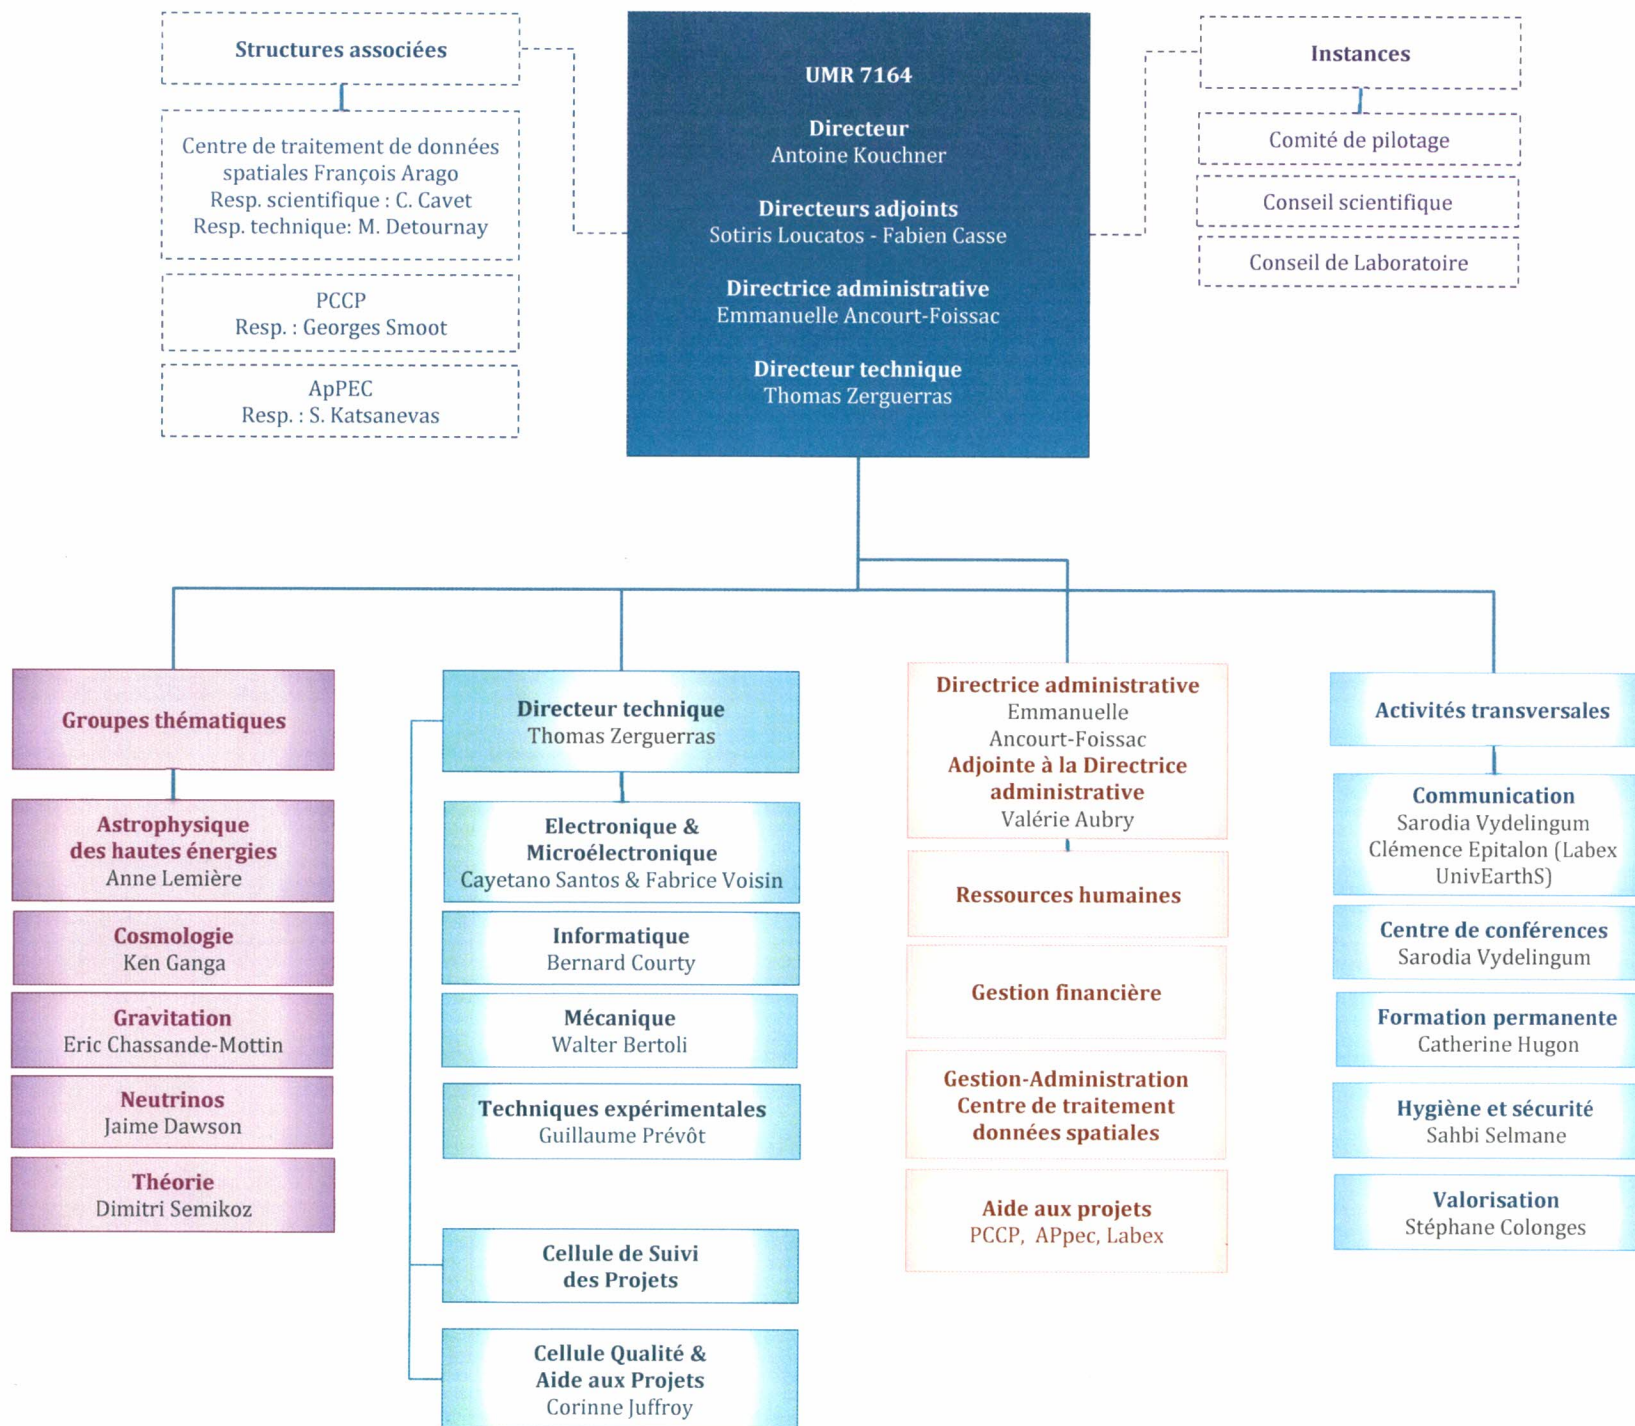 Structures associées
Centre de traitement de données
spatiales François Arago
Resp. scientifique : C. Cavet
Resp. technique: M. Detournay
PCCP
Resp. : Georges Smoot
ApPEC
Resp. : S. Katsanevas
UMR 7164
Directeur
Antoine Kouchner
Directeurs adjoints
Sotiris Loucatos - Fabien Casse
Directrice administrative
Emmanuelle Ancourt-Foissac
Directeur technique
Thomas Zerguerras
Instances
Comité de pilotage
Conseil scientifique
Conseil de Laboratoire
Groupes thématiques
Astrophysique
des hautes énergies
Anne Lemière
Cosmologie
Ken Ganga
Gravitation
Eric Chassande-Mottin
Neutrinos
Jaime Dawson
Théorie
Dimitri Semikoz
Directeur technique
Thomas Zerguerras
Electronique &
Microélectronique
Cayetano Santos & Fabrice Voisin
Informatique
Bernard Courty
Mécanique
Walter Bertoli
Techniques expérimentales
Guillaume Prévôt
Cellule de Suivi
des Projets
Cellule Qualité &
Aide aux Projets
Corinne Juffroy
Directrice administrative
Emmanuelle
Ancourt-Foissac
Adjointe à la Directrice
administrative
Valérie Aubry
Ressources humaines
Gestion financière
Gestion-Administration
Centre de traitement
données spatiales
Aide aux projets
PCCP, APpec, Labex
Activités transversales
Communication
Sarodia Vydelingum
Clémence Epitalon (Labex
UnivEarthS)
Centre de conférences
Sarodia Vydelingum
Formation permanente
Catherine Hugon
Hygiène et sécurité
Sahbi Selmane
Valorisation
Stéphane Colonges